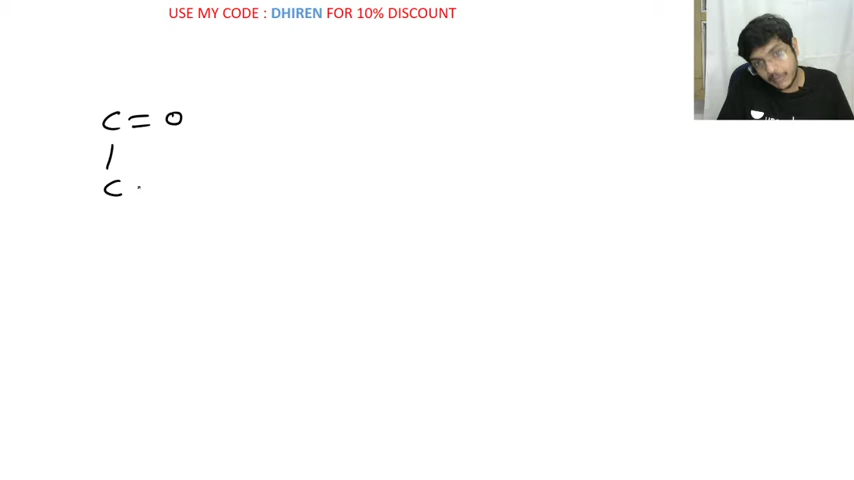 USE MY CODE : DHIREN FOR 10% DISCOUNT
C = O
|
C